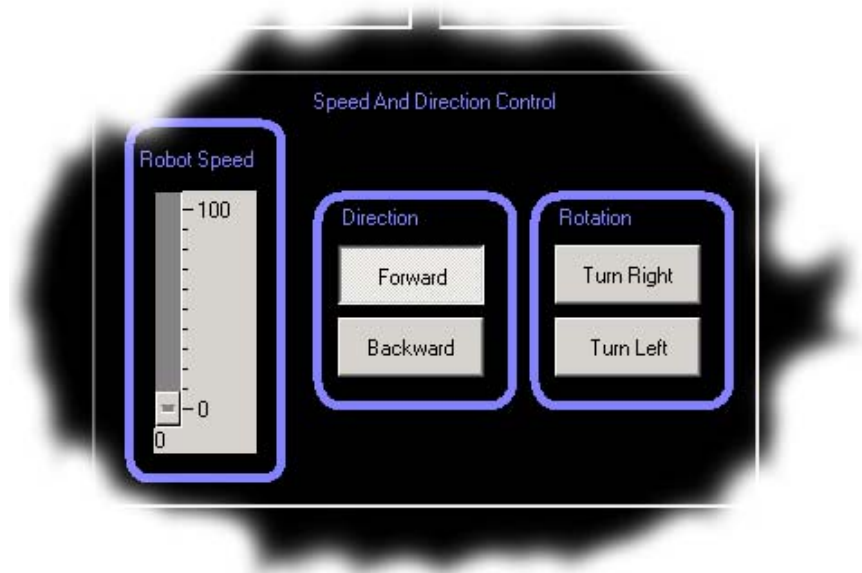 Speed And Direction Control
Robot Speed
100
0
0
Direction
Forward
Backward
Rotation
Turn Right
Turn Left